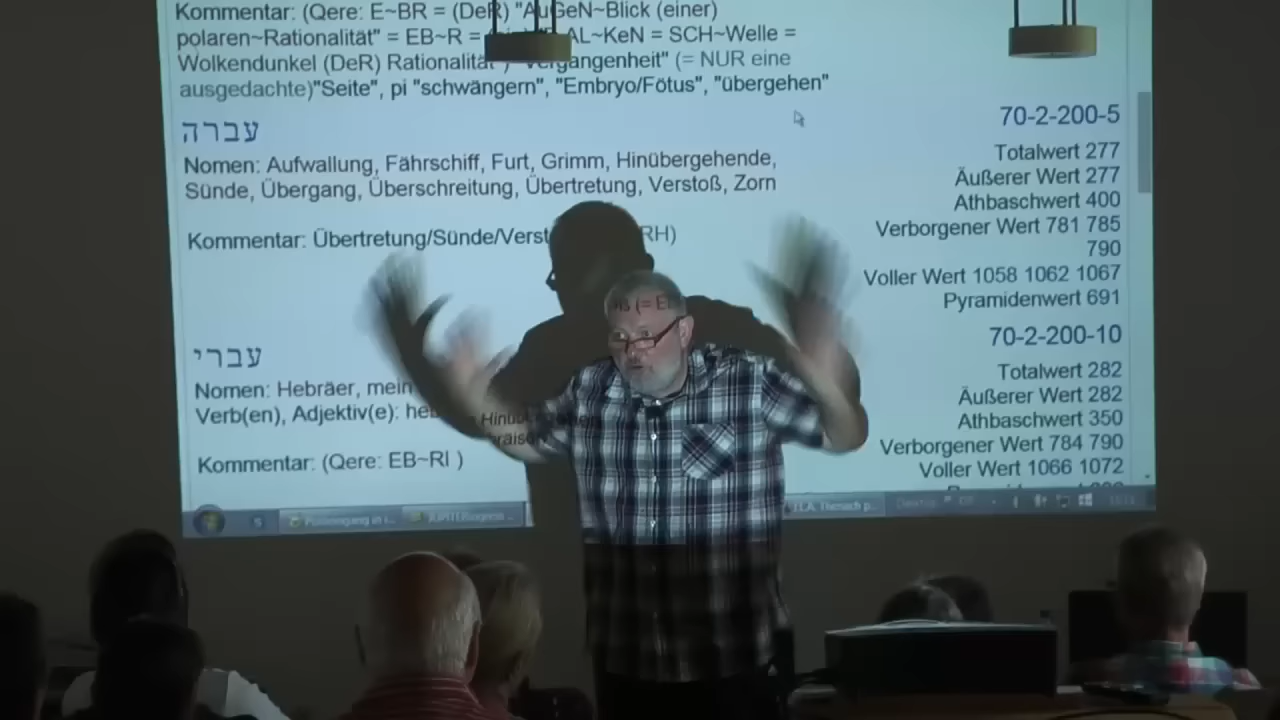 Kommentar: (Qere: E~BR = (DeR) "AuGeN~Blick (einer)
polaren~Rationalität" = EB~R = AL~KeN = SCH~Welle =
Wolkendunkel (DeR) Rationalität "Vergangenheit" (= NUR eine
ausgedachte)"Seite", pi "schwängern", "Embryo/Fötus", "übergehen"
עברה
70-2-200-5
Nomen: Aufwallung, Fährschiff, Furt, Grimm, Hinübergehende,
Sünde, Übergang, Überschreitung, Übertretung, Verstoß, Zorn
Totalwert 277
Äußerer Wert 277
Athbaschwert 400
Verborgener Wert 781 785
790
Voller Wert 1058 1062 1067
Pyramidenwert 691
Kommentar: Übertretung/Sünde/Verst RH)
עברי
70-2-200-10
Nomen: Hebräer, mein
Verb(en), Adjektiv(e):
Totalwert 282
Äußerer Wert 282
Athbaschwert 350
Verborgener Wert 784 790
Voller Wert 1066 1072
Kommentar: (Qere: EB~RI )